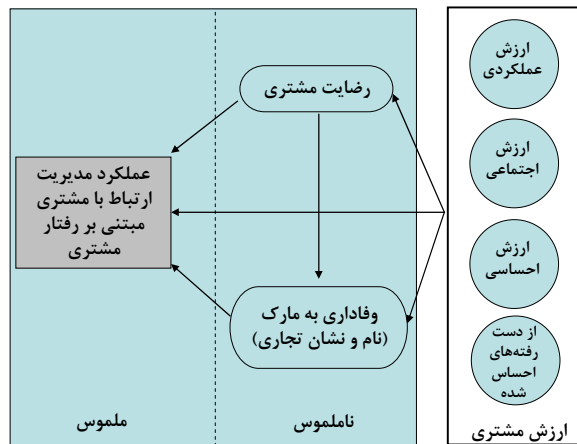 ارزش
عملکردی
ارزش
اجتماعی
ارزش
احساسی
از دست
رفته‌های
احساس
شده
ارزش مشتری
رضایت مشتری
وفاداری به مارک
(نام و نشان تجاری)
ناملموس
عملکرد مدیریت
ارتباط با مشتری
مبتنی بر رفتار
مشتری
ملموس